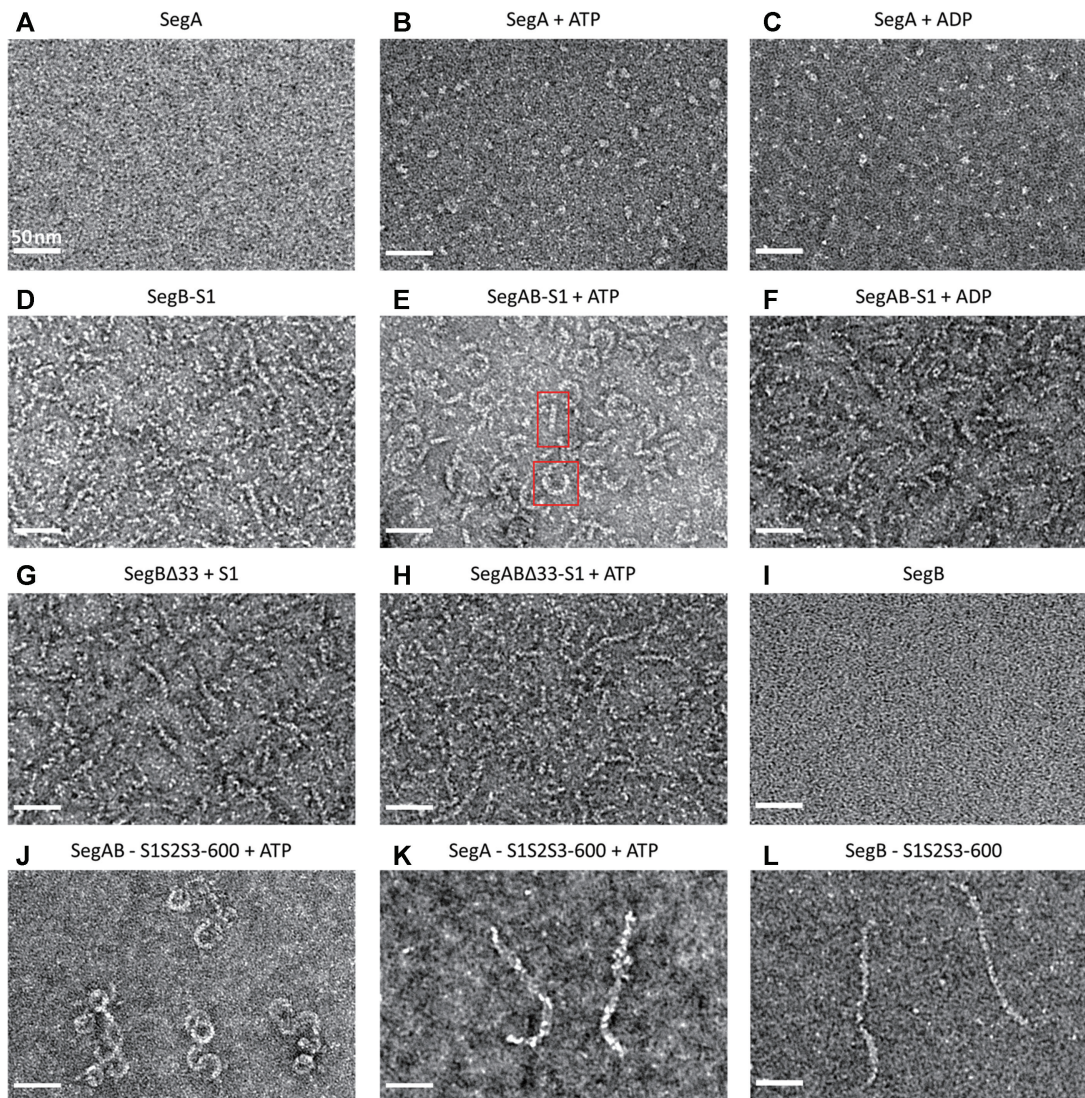 A SegA
B SegA + ATP
C SegA + ADP
50nm
D SegB-S1
E SegAB-S1 + ATP
F SegAB-S1 + ADP
G SegBΔ33 + S1
H SegABΔ33-S1 + ATP
I SegB
J SegAB - S1S2S3-600 + ATP
K SegA - S1S2S3-600 + ATP
L SegB - S1S2S3-600